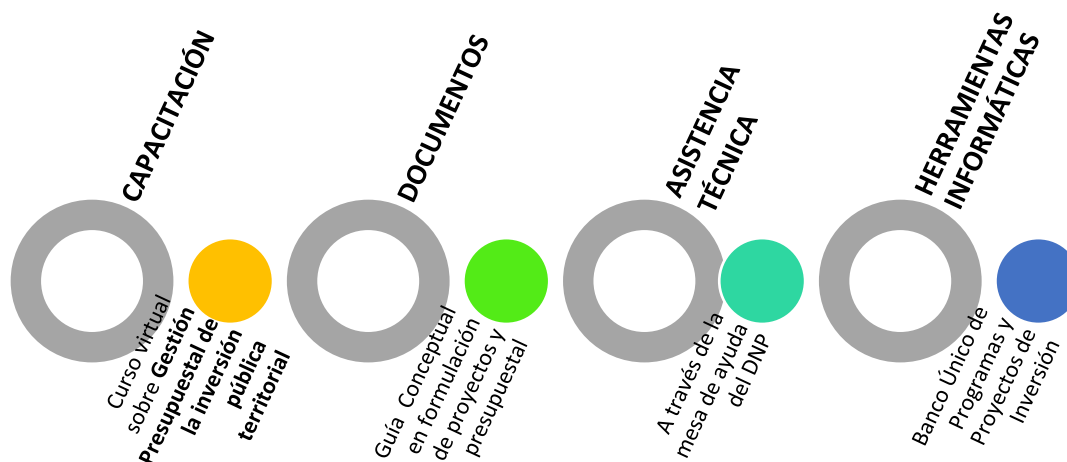 CAPACITACIÓN
Curso virtual
sobre Gestión
Presupuestal de
la inversión
pública
territorial
DOCUMENTOS
Guía Conceptual
en formulación
de proyectos y
presupuestal
ASISTENCIA
TÉCNICA
A través de la
mesa de ayuda
del DNP
HERRAMIENTAS
INFORMÁTICAS
Banco Único de
Programas y
Proyectos de
Inversión